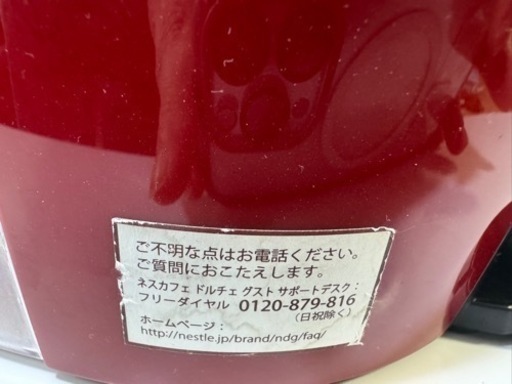 ご不明な点はお電話ください。
ご質問におこたえします。
ネスカフェ ドルチェ グスト サポートデスク：
フリーダイヤル 0120-879-816
（日祝除く）
ホームページ：
http://nestle.jp/brand/ndg/faq/